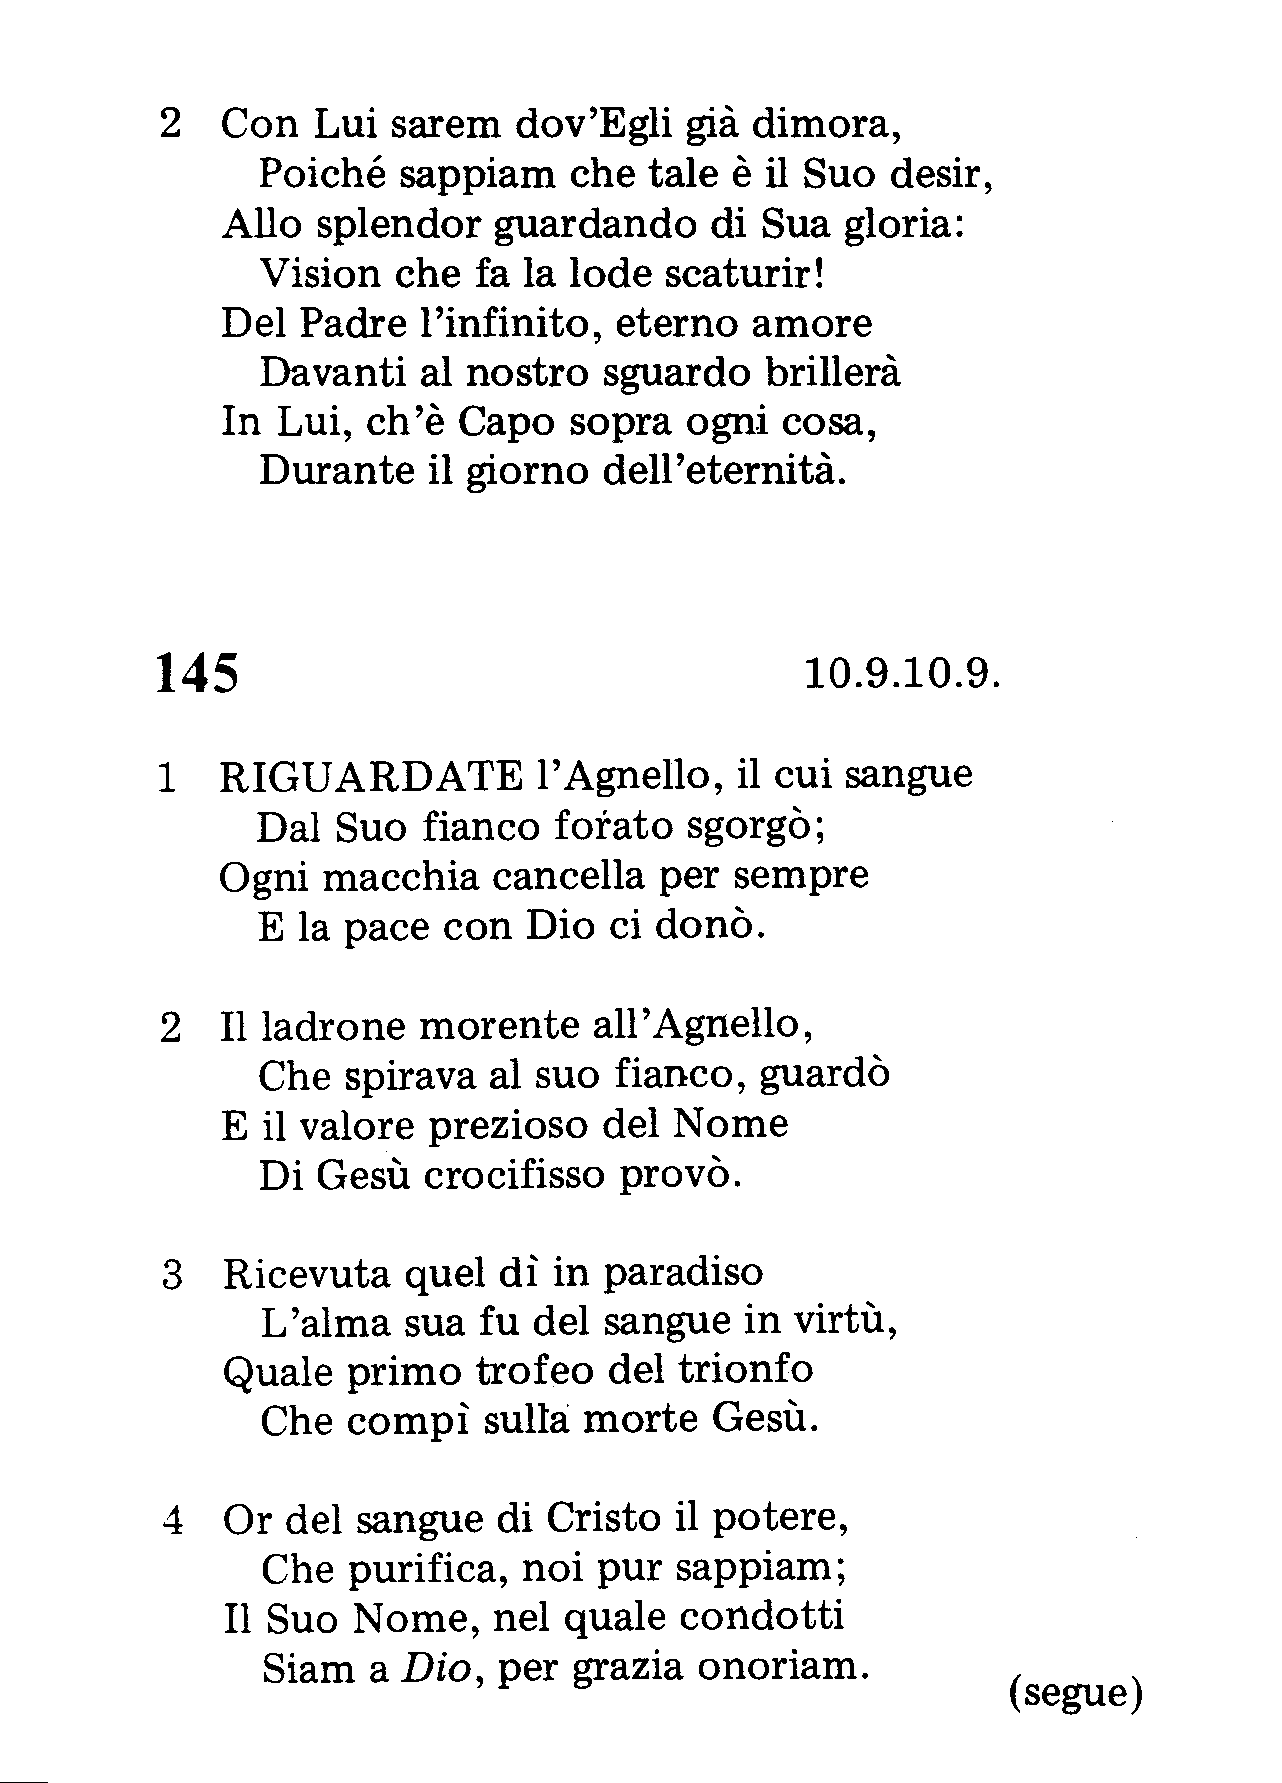 2 Con Lui sarem dov'Egli già dimora,
Poiché sappiam che tale è il Suo desir,
Allo splendor guardando di Sua gloria:
Vision che fa la lode scaturir!
Del Padre l'infinito, eterno amore
Davanti al nostro sguardo brillerà
In Lui, ch'è Capo sopra ogni cosa,
Durante il giorno dell'eternità.
145 10.9.10.9.
1 RIGUARDATE l'Agnello, il cui sangue
Dal Suo fianco forato sgorgò;
Ogni macchia cancella per sempre
E la pace con Dio ci donò.
2 Il ladrone morente all'Agnello,
Che spirava al suo fianco, guardò
E il valore prezioso del Nome
Di Gesù crocifisso provò.
3 Ricevuta quel dì in paradiso
L'alma sua fu del sangue in virtù,
Quale primo trofeo del trionfo
Che compì sulla morte Gesù.
4 Or del sangue di Cristo il potere,
Che purifica, noi pur sappiam;
Il Suo Nome, nel quale condotti
Siam a Dio, per grazia onoriam.
(segue)